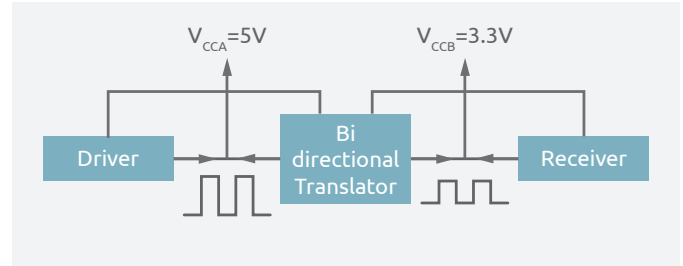 V_CCA=5V
V_CCB=3.3V
Driver
Bi
directional
Translator
Receiver